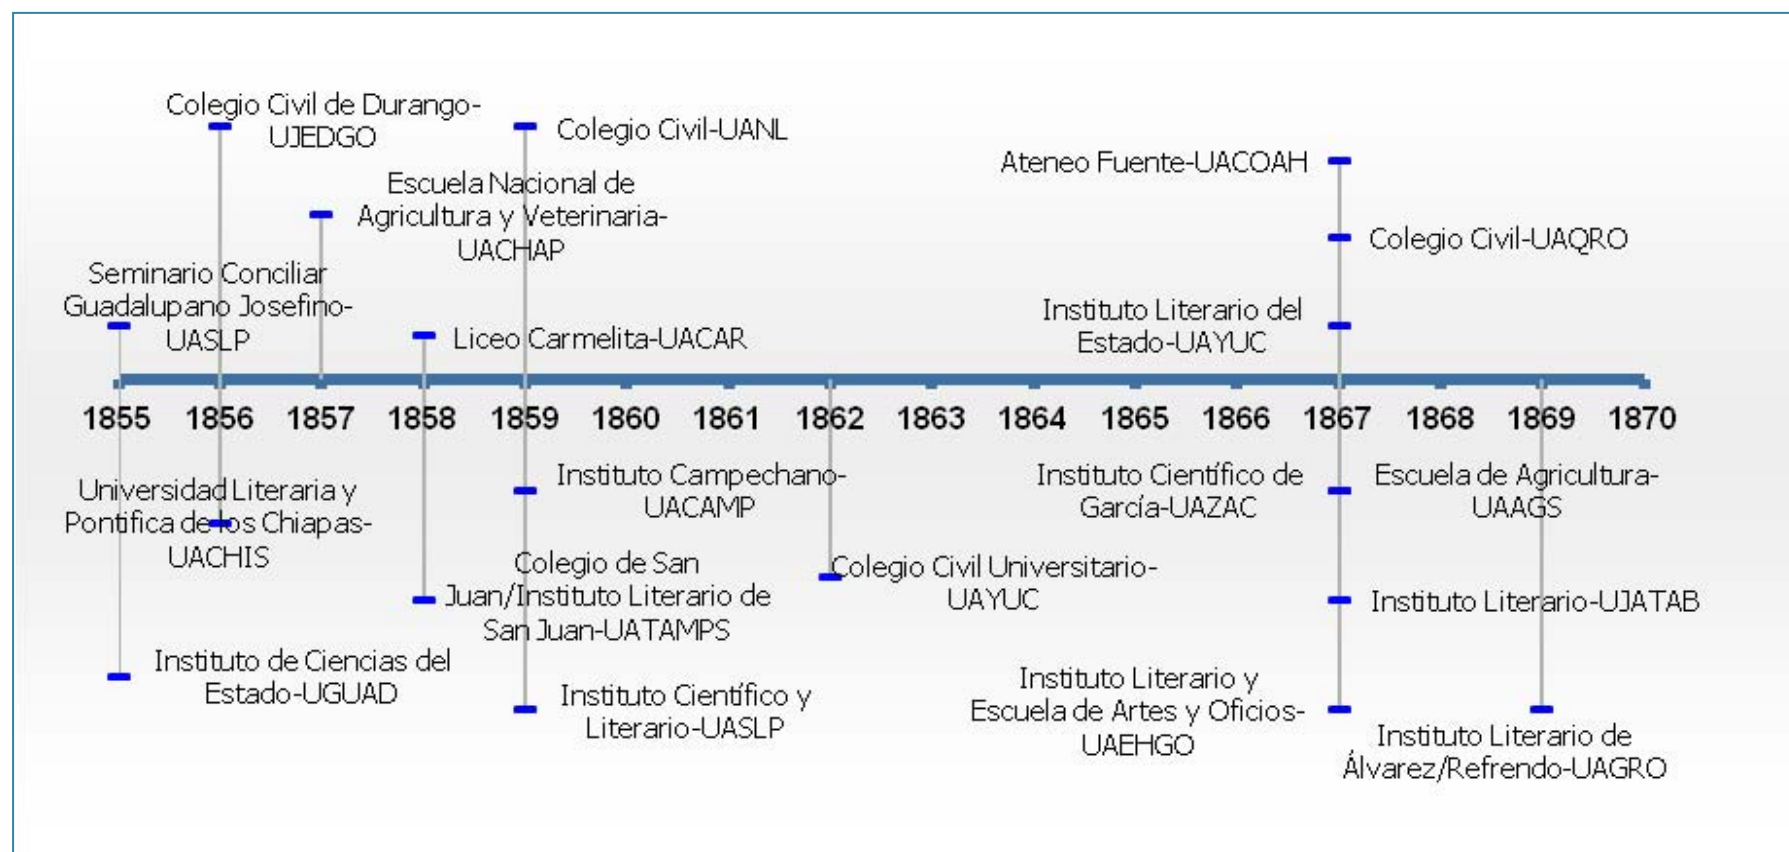 Colegio Civil de Durango-
UJEDGO
Colegio Civil-UANL
Ateneo Fuente-UACOAH
Escuela Nacional de
Agricultura y Veterinaria-
UACHAP
Colegio Civil-UAQRO
Seminario Conciliar
Guadalupano Josefino-
UASLP
Liceo Carmelita-UACAR
Instituto Literario del
Estado-UAYUC
1855 1856 1857 1858 1859 1860 1861 1862 1863 1864 1865 1866 1867 1868 1869 1870
Universidad Literaria y
Pontifica de los Chiapas-
UACHIS
Instituto Campechano-
UACAMP
Instituto Científico de
García-UAZAC
Escuela de Agricultura-
UAAGS
Colegio de San
Juan/Instituto Literario de
San Juan-UATAMPS
Colegio Civil Universitario-
UAYUC
Instituto Literario-UJATAB
Instituto de Ciencias del
Estado-UGUAD
Instituto Científico y
Literario-UASLP
Instituto Literario y
Escuela de Artes y Oficios-
UAEHGO
Instituto Literario de
Álvarez/Refrendo-UAGRO